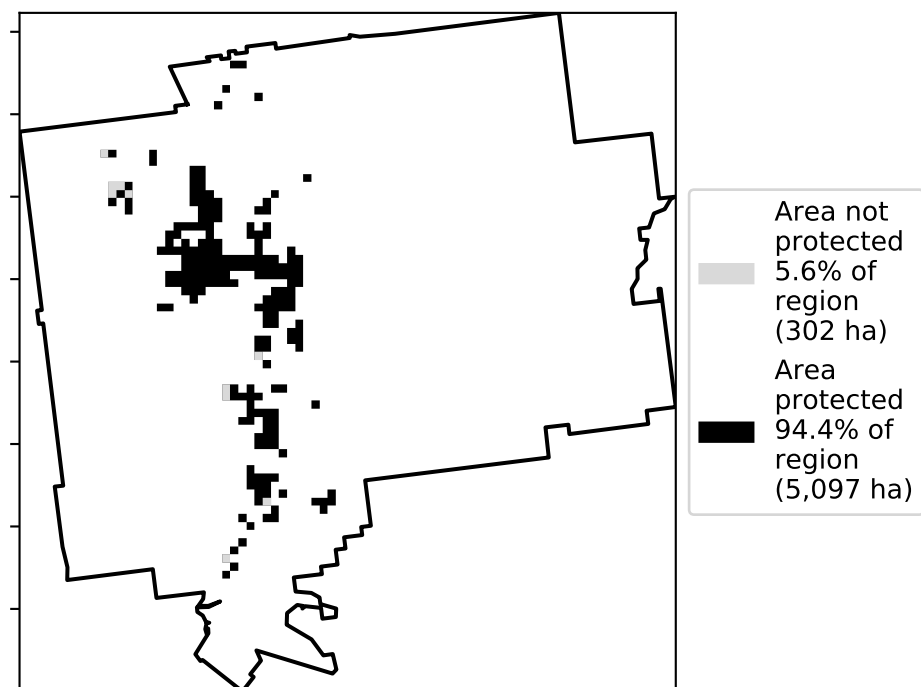 Area not
protected
5.6% of
region
(302 ha)
Area
protected
94.4% of
region
(5,097 ha)